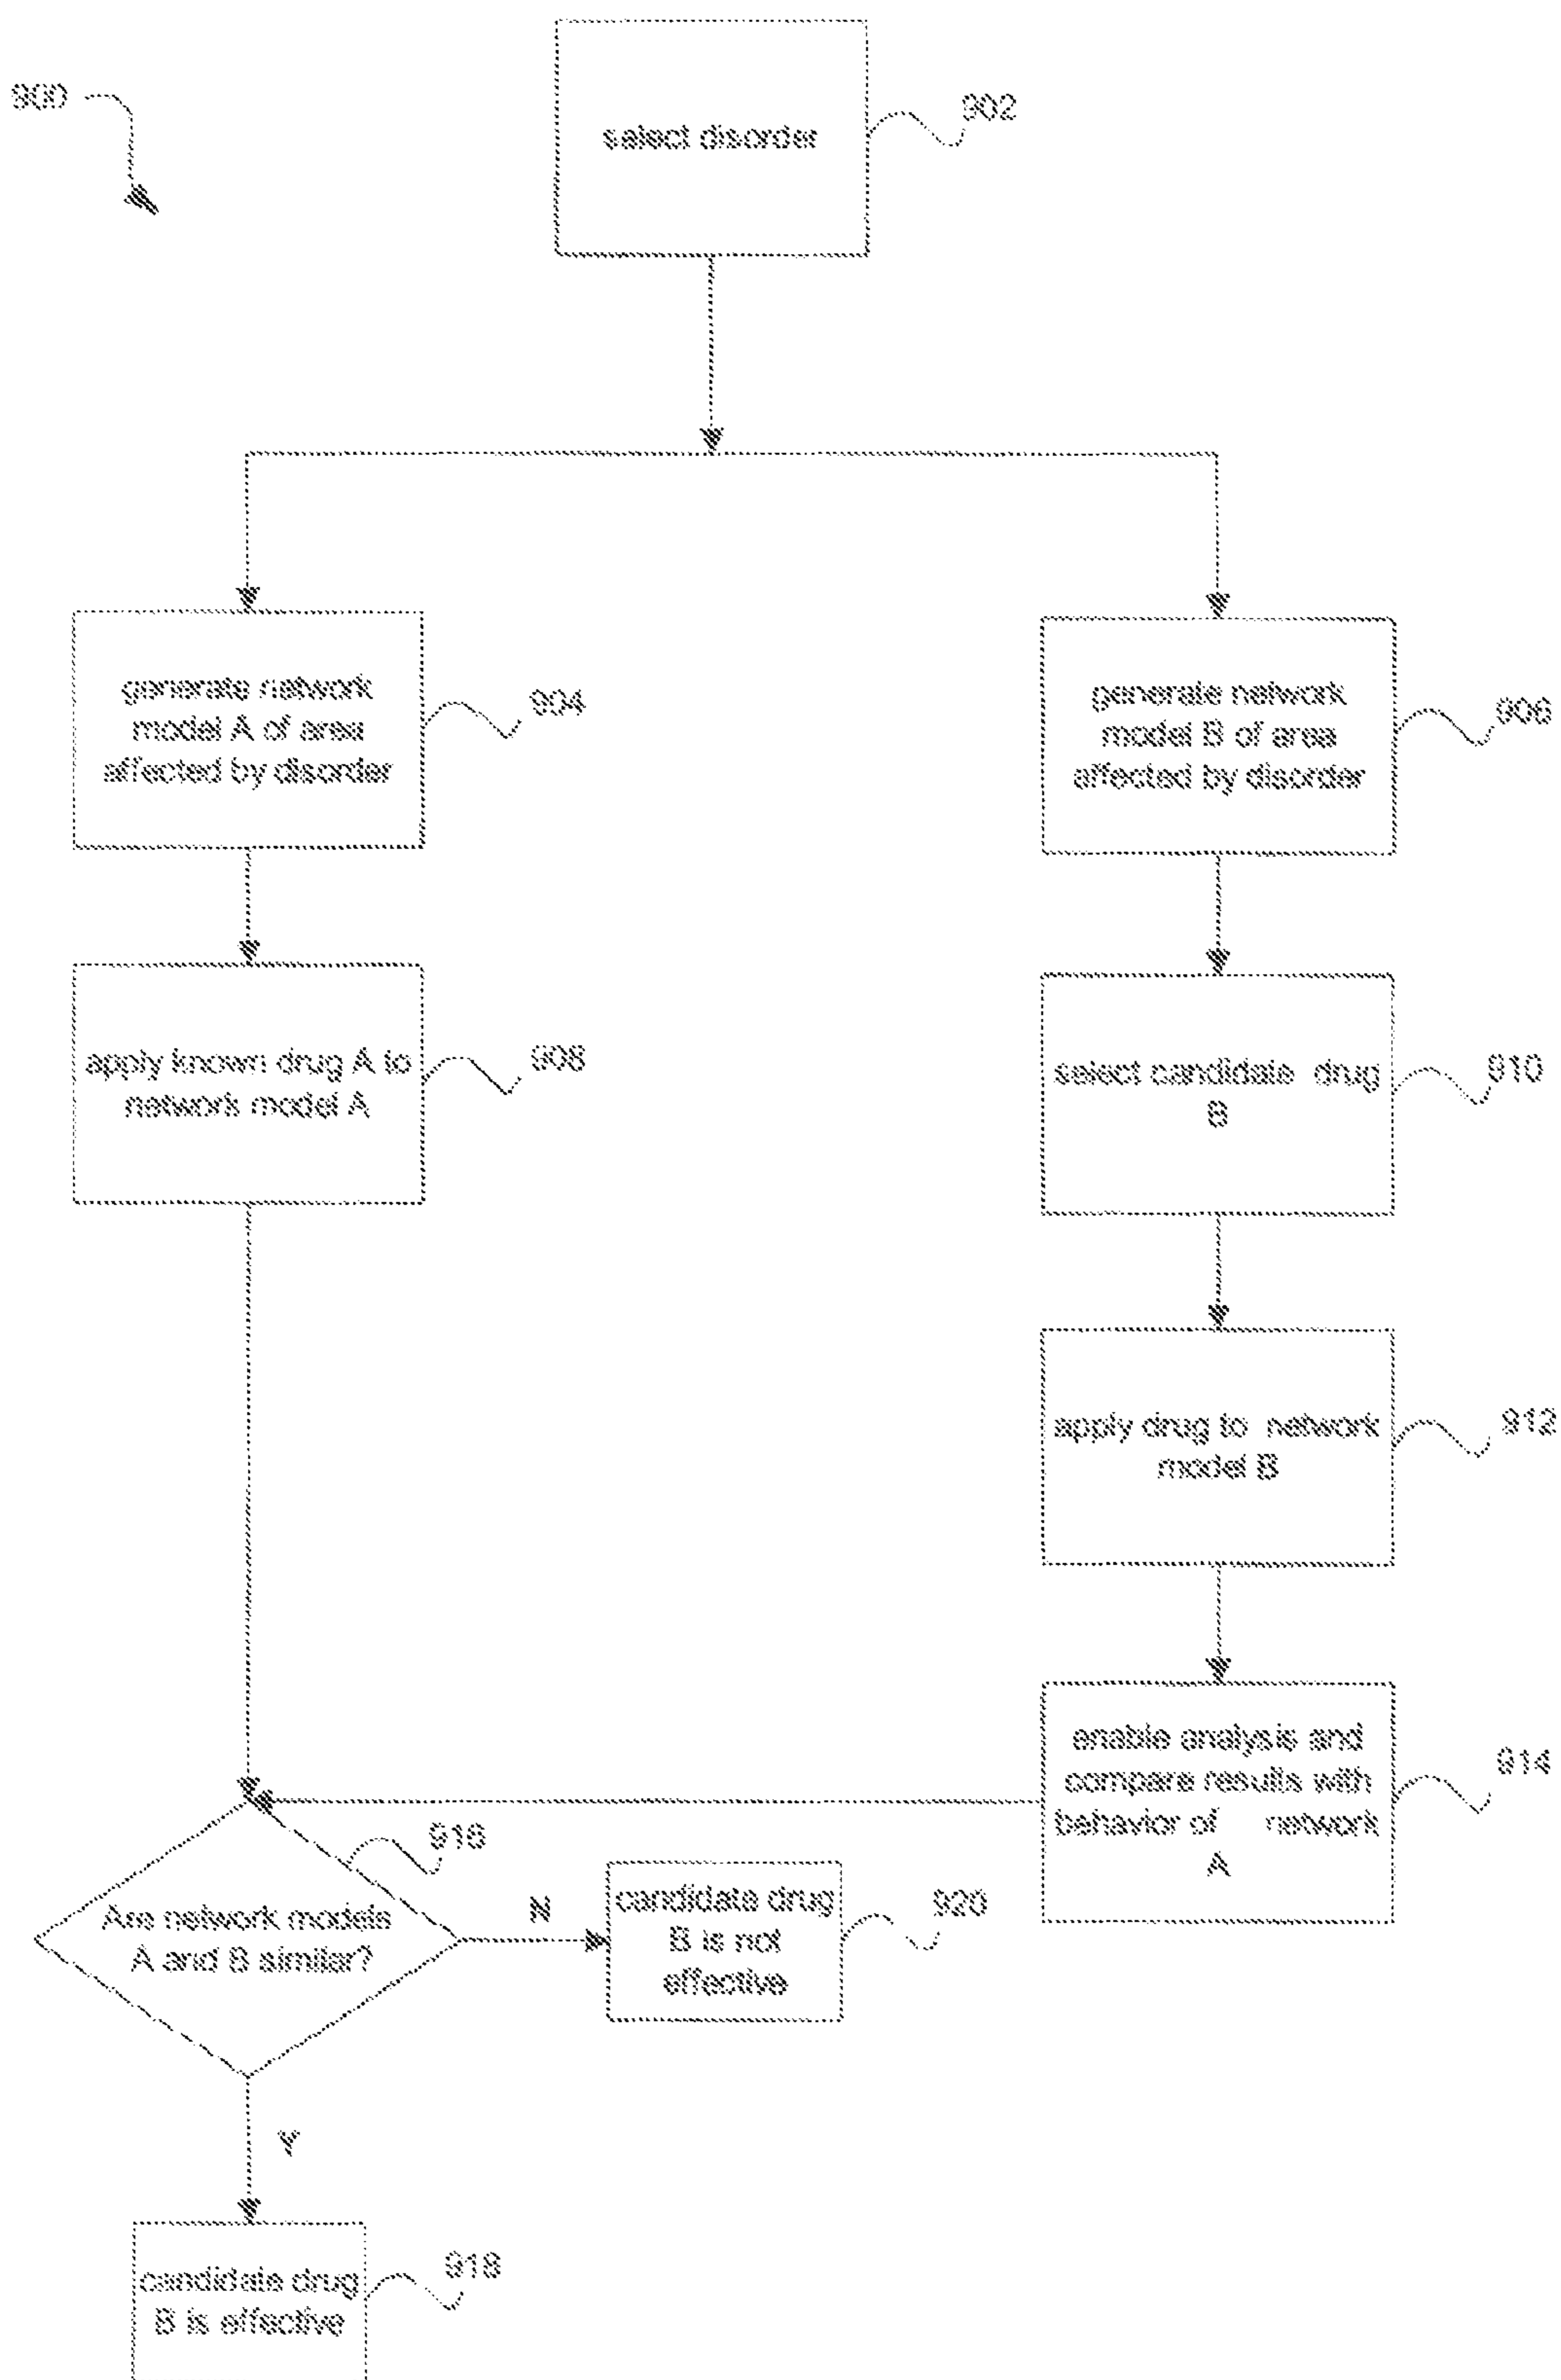 900
select disorder
902
generate network
model A of area
affected by disorder
904
generate network
model B of area
affected by disorder
906
apply known drug A to
network model A
908
select candidate drug
B
910
apply drug to network
model B
912
enable analysis and
compare results with
behavior of network
A
914
916
Are network models
A and B similar?
N
candidate drug
B is not
effective
920
Y
candidate drug
B is effective
918